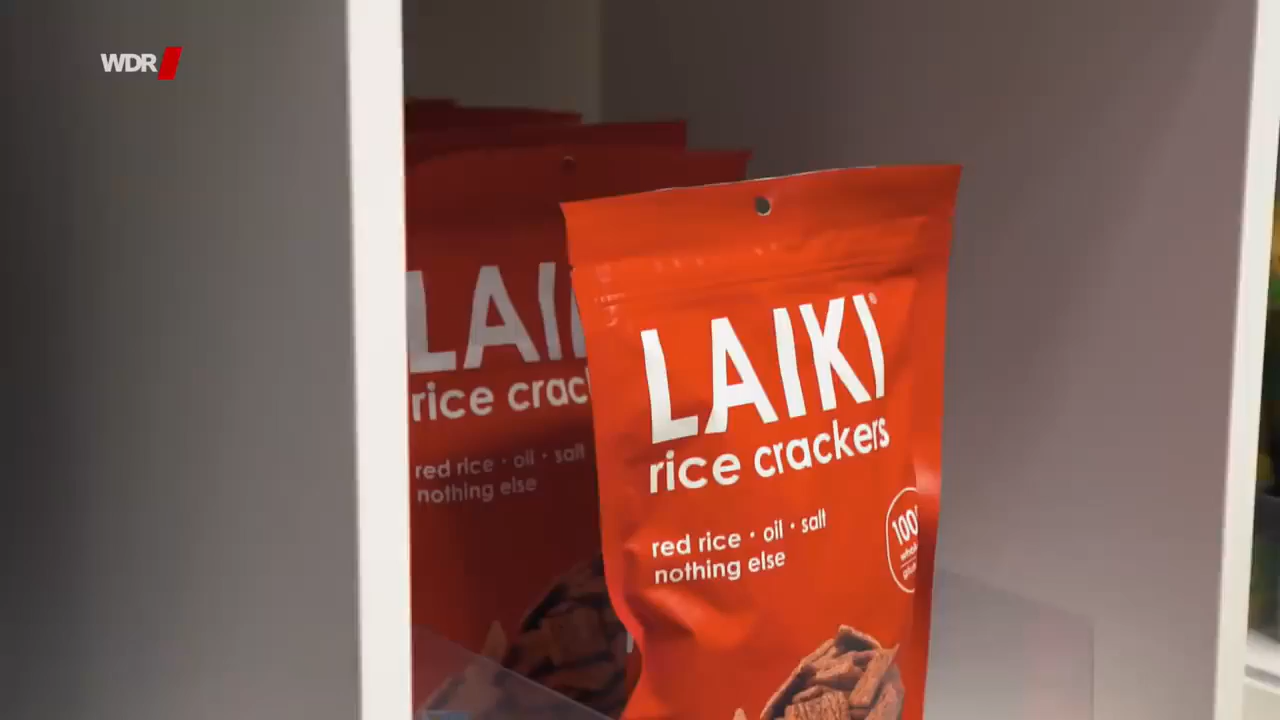 WDR
LAIKI
rice crackers
red rice · oil · salt
nothing else
LAIKI®
rice crackers
red rice · oil · salt
nothing else
100